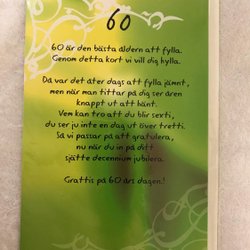 60
60 är den bästa åldern att fylla.
Genom detta kort vi vill dig hylla.
Då var det åter dags att fylla jämnt,
men när man tittar på dig ser åren
knappt ut att hänt.
Vem kan tro att du blir sexti,
du ser ju inte en dag ut över tretti.
Så vi passar på att gratulera,
nu när du in på ditt
sjätte decennium jubilera.
Grattis på 60 års dagen!